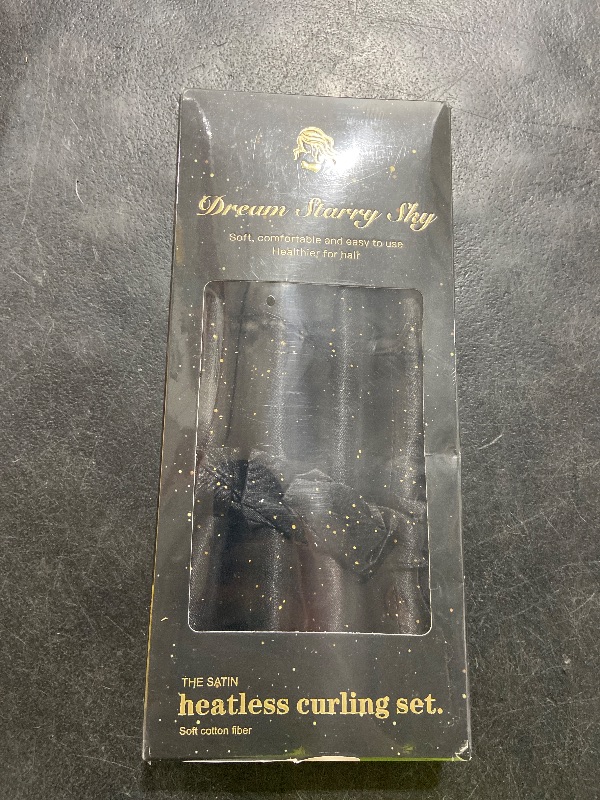 Dream Starry Sky
Soft, comfortable and easy to use
Healthier for hair
THE SATIN
heatless curling set.
Soft cotton fiber